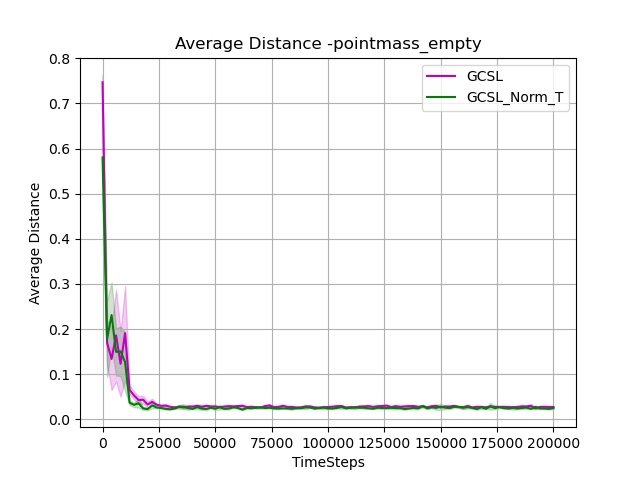 Average Distance -pointmass_empty
GCSL
GCSL_Norm_T
Average Distance
0.8
0.7
0.6
0.5
0.4
0.3
0.2
0.1
0.0
0 25000 50000 75000 100000 125000 150000 175000 200000
TimeSteps